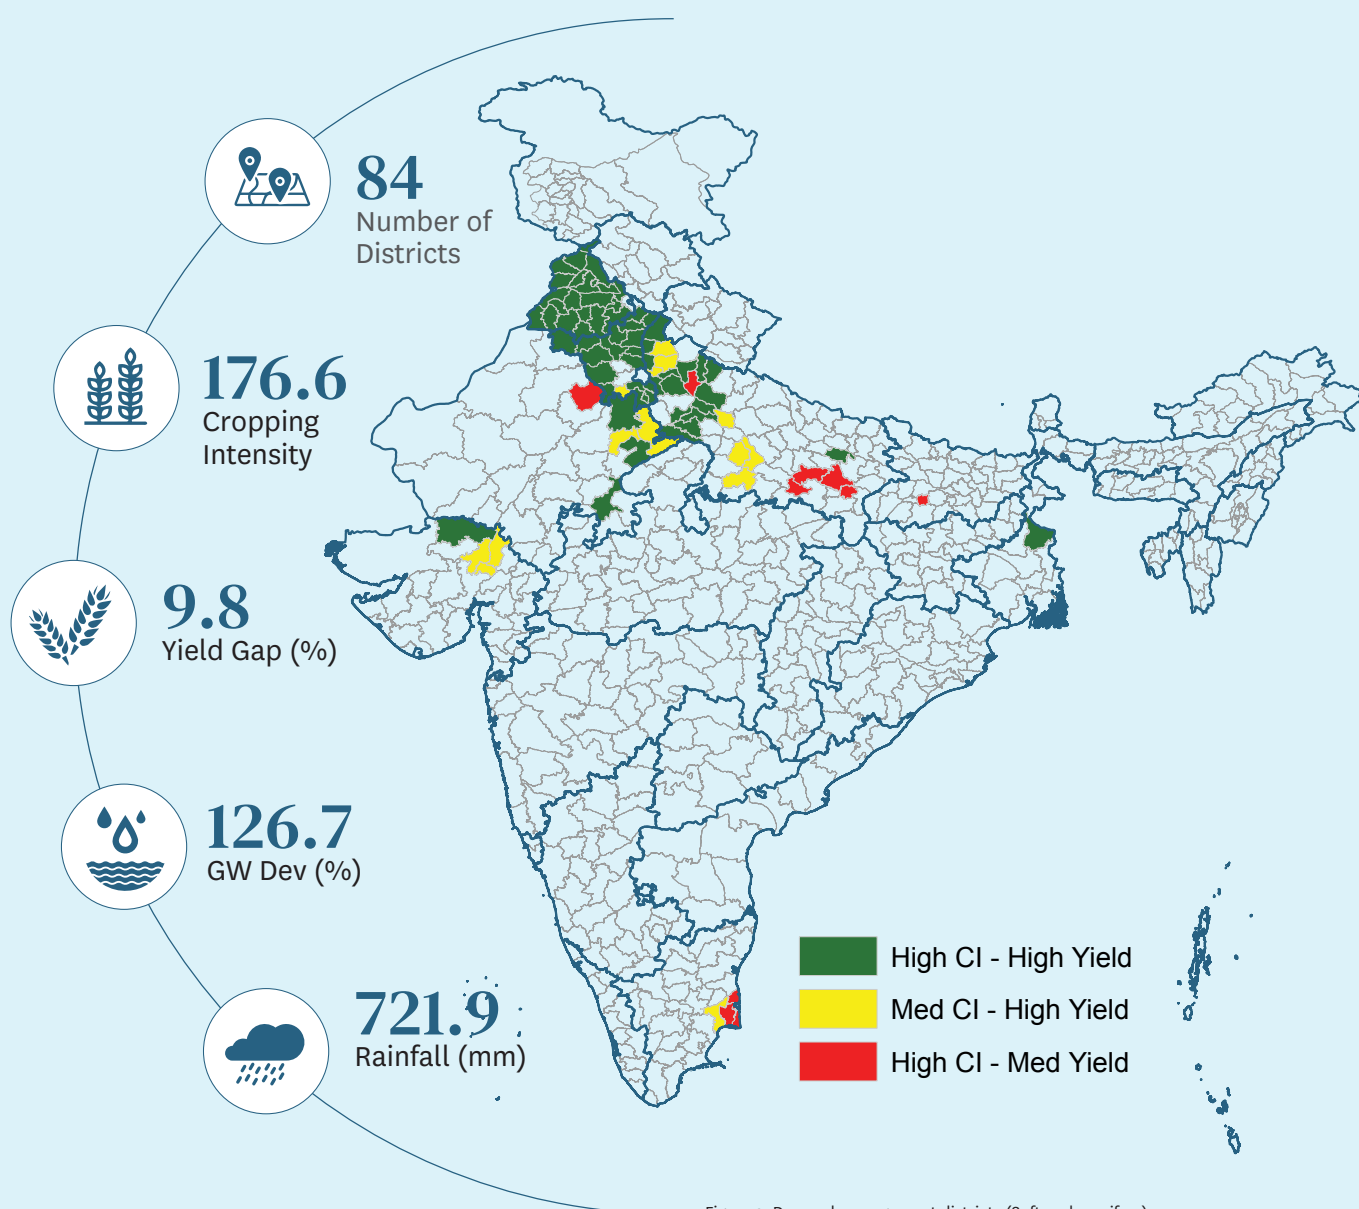 84
Number of
Districts
176.6
Cropping
Intensity
9.8
Yield Gap (%)
126.7
GW Dev (%)
721.9
Rainfall (mm)
High CI - High Yield
Med CI - High Yield
High CI - Med Yield